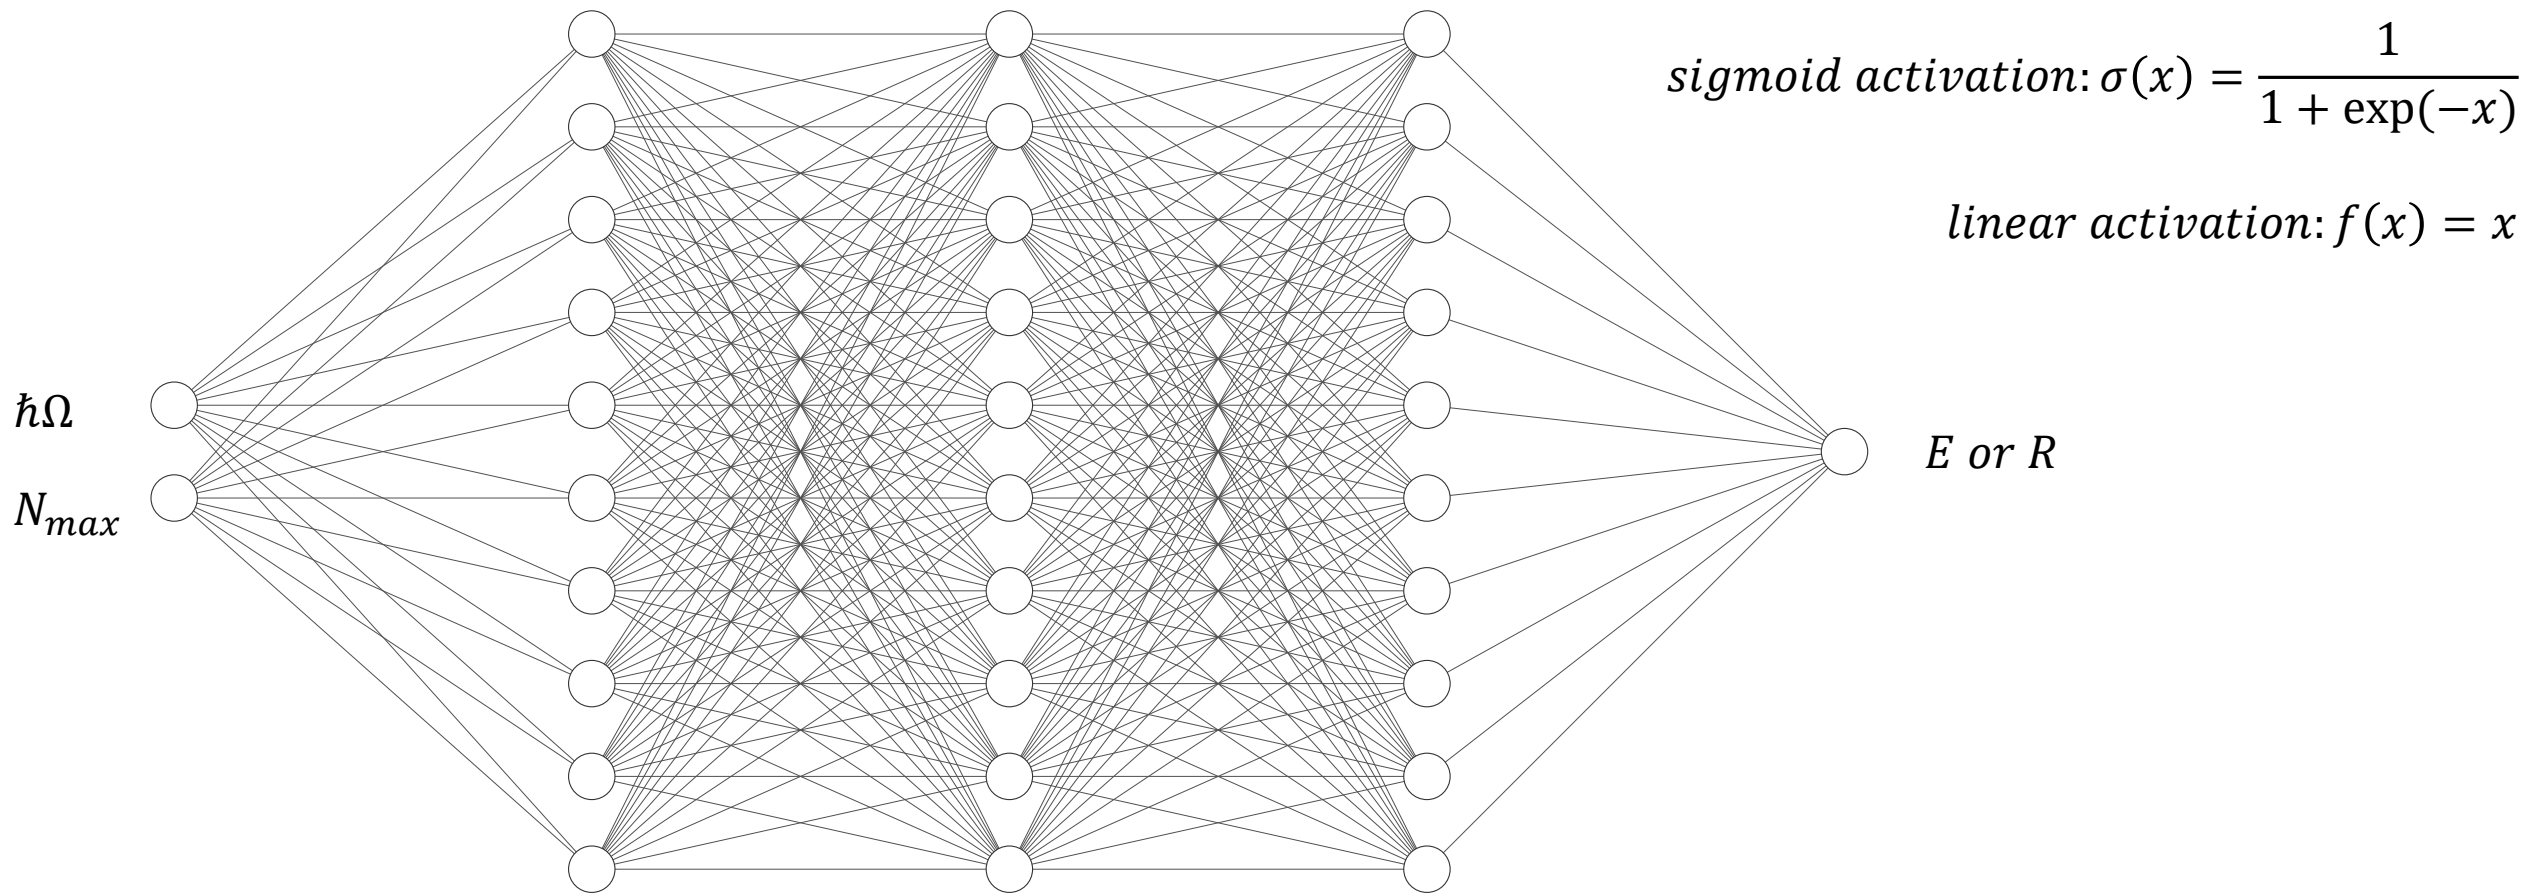 sigmoid activation: σ(x) = 1 / (1 + exp(−x))
linear activation: f(x) = x
ħΩ
N_max
E or R